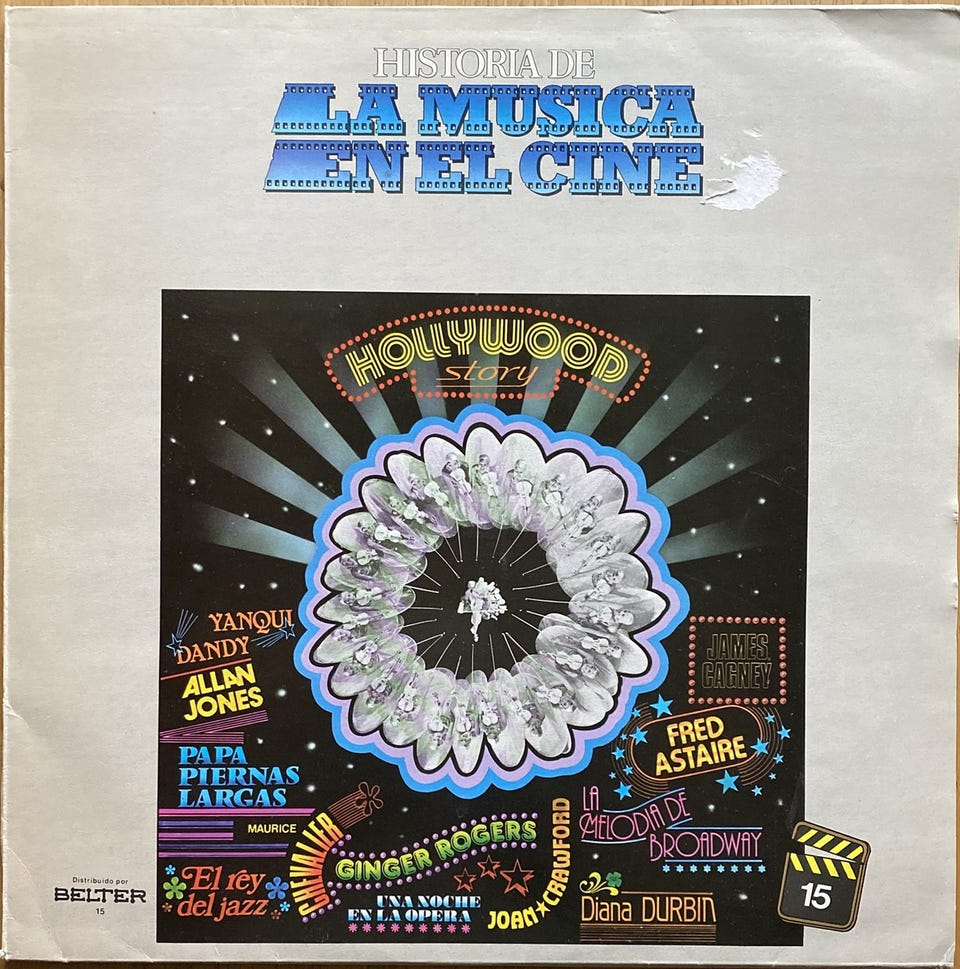 HISTORIA DE
LA MUSICA
EN EL CINE
HOLLYWOOD
story
YANQUI
DANDY
ALLAN
JONES
PAPA
PIERNAS
LARGAS
MAURICE
CHEVALIER
El rey
del jazz
GINGER ROGERS
UNA NOCHE
EN LA OPERA
JOAN★CRAWFORD
JAMES
CAGNEY
FRED
ASTAIRE
LA
MELODIA DE
BROADWAY
Diana DURBIN
15
Distribuido por
BELTER
15